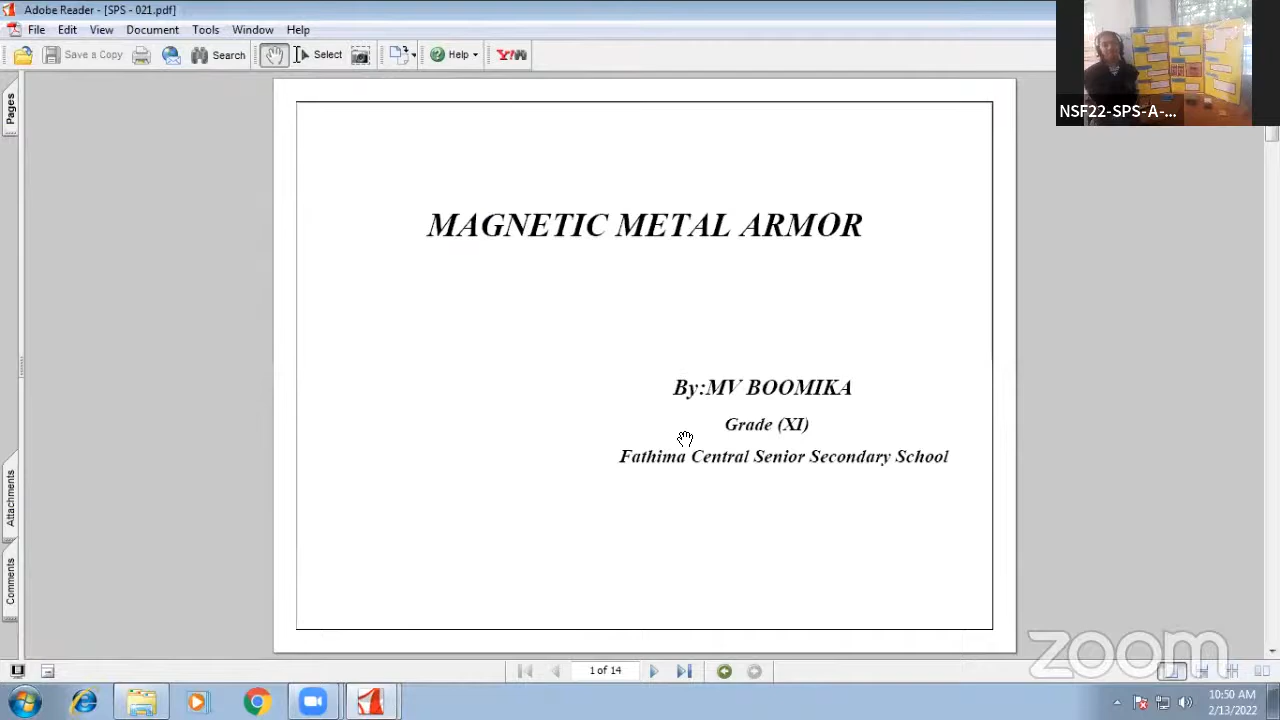 Adobe Reader - [SPS - 021.pdf]
File Edit View Document Tools Window Help
Save a Copy Search Select Help Y!
NSF22-SPS-A-...
Pages
Attachments
Comments
MAGNETIC METAL ARMOR
By:MV BOOMIKA
Grade (XI)
Fathima Central Senior Secondary School
1 of 14
zoom
10:50 AM
2/13/2022